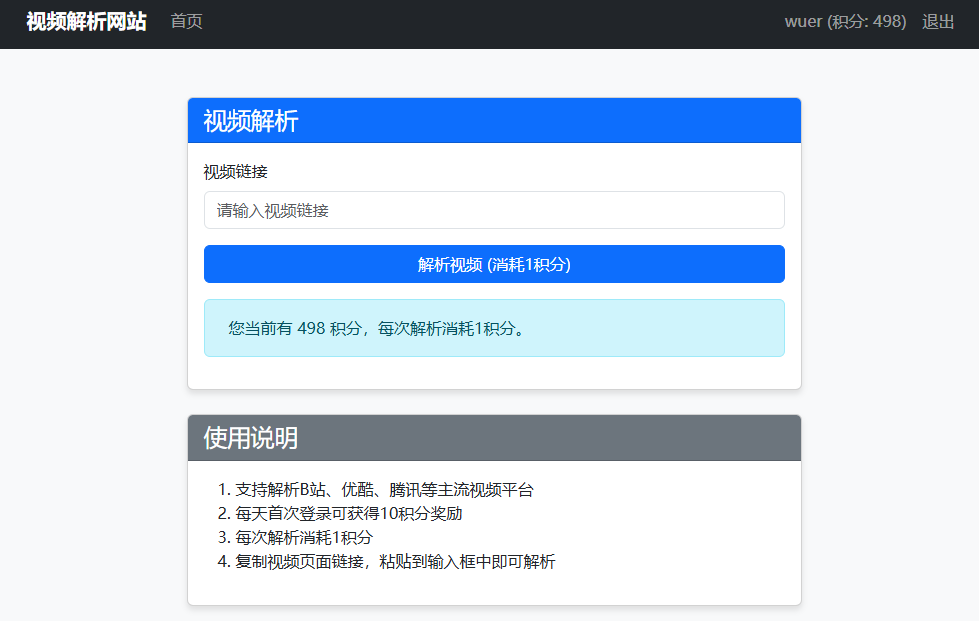 视频解析网站 首页 wuer (积分: 498) 退出
视频解析
视频链接
请输入视频链接
解析视频 (消耗1积分)
您当前有 498 积分，每次解析消耗1积分。
使用说明
1. 支持解析B站、优酷、腾讯等主流视频平台
2. 每天首次登录可获得10积分奖励
3. 每次解析消耗1积分
4. 复制视频页面链接，粘贴到输入框中即可解析